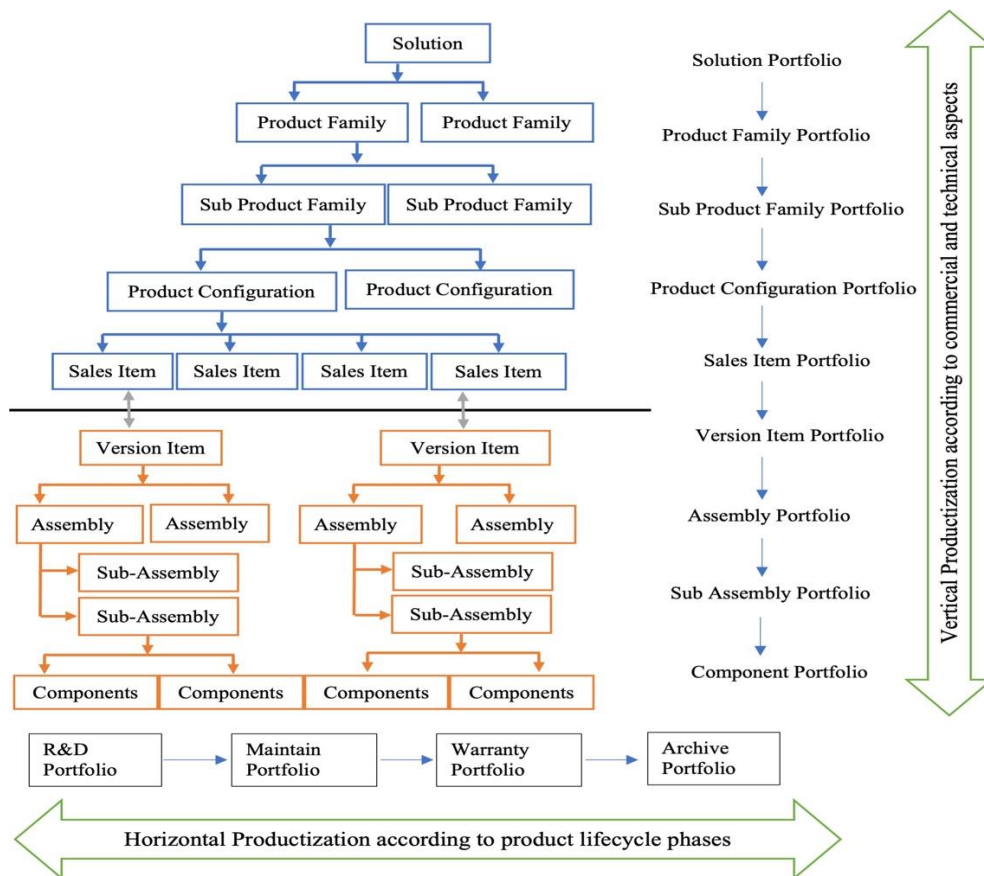 Solution
Solution Portfolio
Product Family
Product Family
Product Family Portfolio
Sub Product Family
Sub Product Family
Sub Product Family Portfolio
Product Configuration
Product Configuration
Product Configuration Portfolio
Sales Item
Sales Item
Sales Item
Sales Item
Sales Item Portfolio
Version Item
Version Item
Version Item Portfolio
Assembly
Assembly
Assembly
Assembly
Assembly Portfolio
Sub-Assembly
Sub-Assembly
Sub-Assembly
Sub-Assembly
Sub Assembly Portfolio
Components
Components
Components
Components
Component Portfolio
Vertical Productization according to commercial and technical aspects
R&D
Portfolio
Maintain
Portfolio
Warranty
Portfolio
Archive
Portfolio
Horizontal Productization according to product lifecycle phases